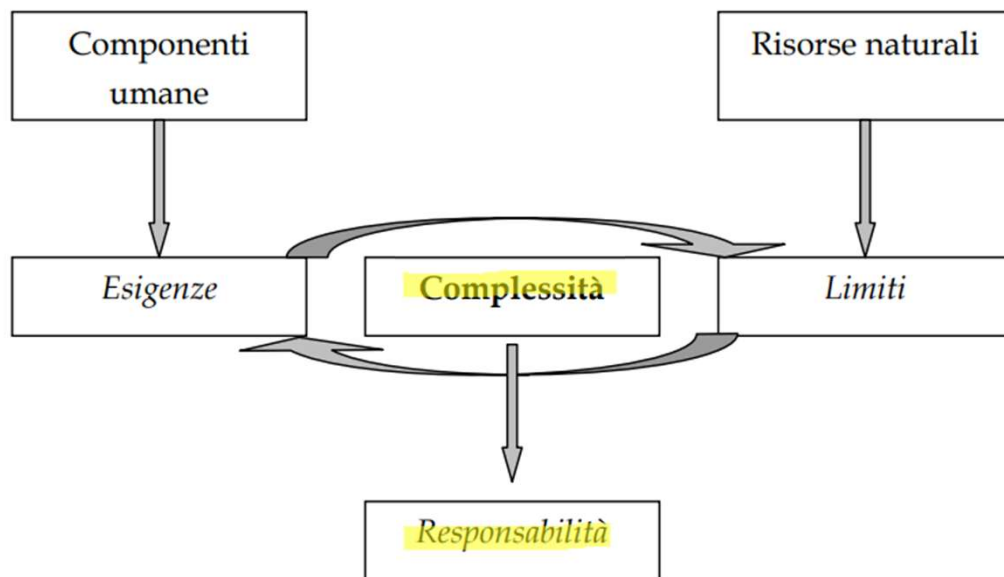 Componenti
umane
Risorse naturali
Esigenze
Complessità
Limiti
Responsabilità